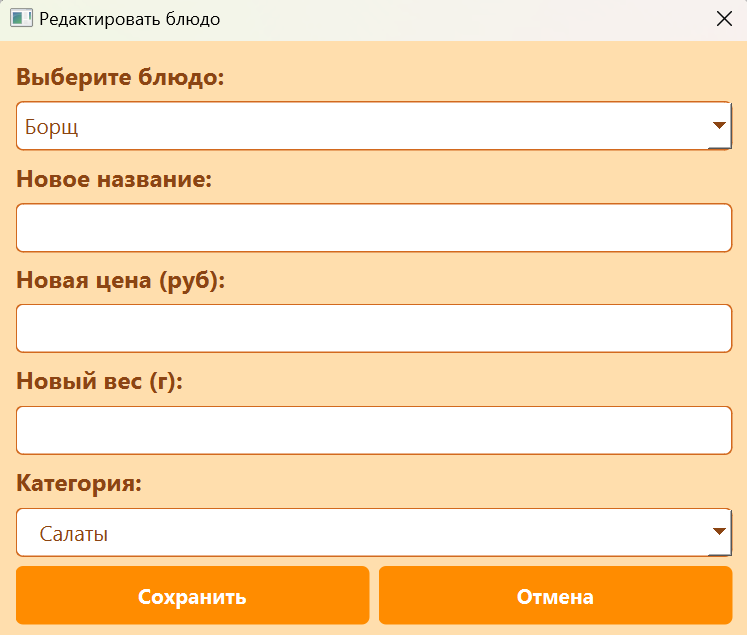 Редактировать блюдо
Выберите блюдо:
Борщ
Новое название:
Новая цена (руб):
Новый вес (г):
Категория:
Салаты
Сохранить
Отмена